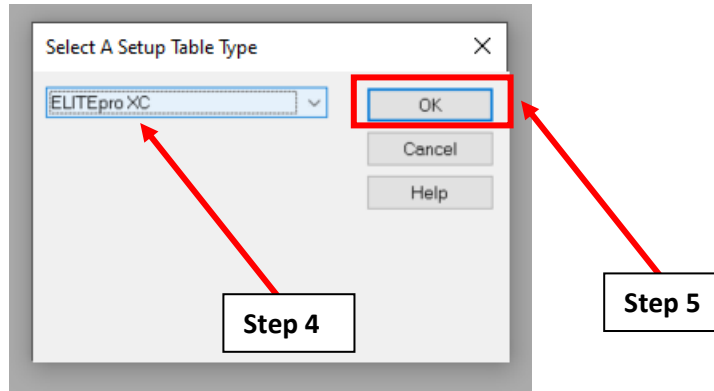 Select A Setup Table Type
ELITEpro XC
OK
Cancel
Help
Step 4
Step 5